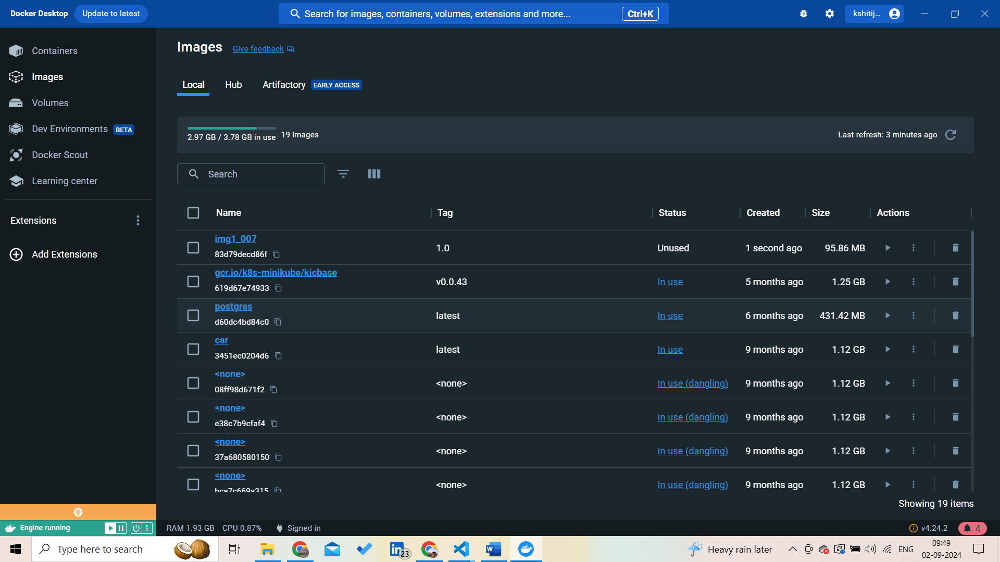 Docker Desktop
Update to latest
Search for images, containers, volumes, extensions and more...
Ctrl+K
kshitij...
Containers
Images
Volumes
Dev Environments BETA
Docker Scout
Learning center
Extensions
Add Extensions
Images
Give feedback
Local
Hub
Artifactory
EARLY ACCESS
2.97 GB / 3.78 GB in use
19 images
Last refresh: 3 minutes ago
Search
Name Tag Status Created Size Actions
img1_007
83d79decd86f
1.0 Unused 1 second ago 95.86 MB
gcr.io/k8s-minikube/kicbase
619d67e74933
v0.0.43 In use 5 months ago 1.25 GB
postgres
d60dc4bd84c0
latest In use 6 months ago 431.42 MB
car
3451ec0204d6
latest In use 9 months ago 1.12 GB
<none>
08ff98d671f2
<none> In use (dangling) 9 months ago 1.12 GB
<none>
e38c7b9cfaf4
<none> In use (dangling) 9 months ago 1.12 GB
<none>
37a680580150
<none> In use (dangling) 9 months ago 1.12 GB
<none>
bca7c669a315
<none> In use (dangling) 9 months ago 1.12 GB
Showing 19 items
Engine running
RAM 1.93 GB CPU 0.87% Signed in
v4.24.2
4
Type here to search
23
Heavy rain later
ENG
09:49
02-09-2024